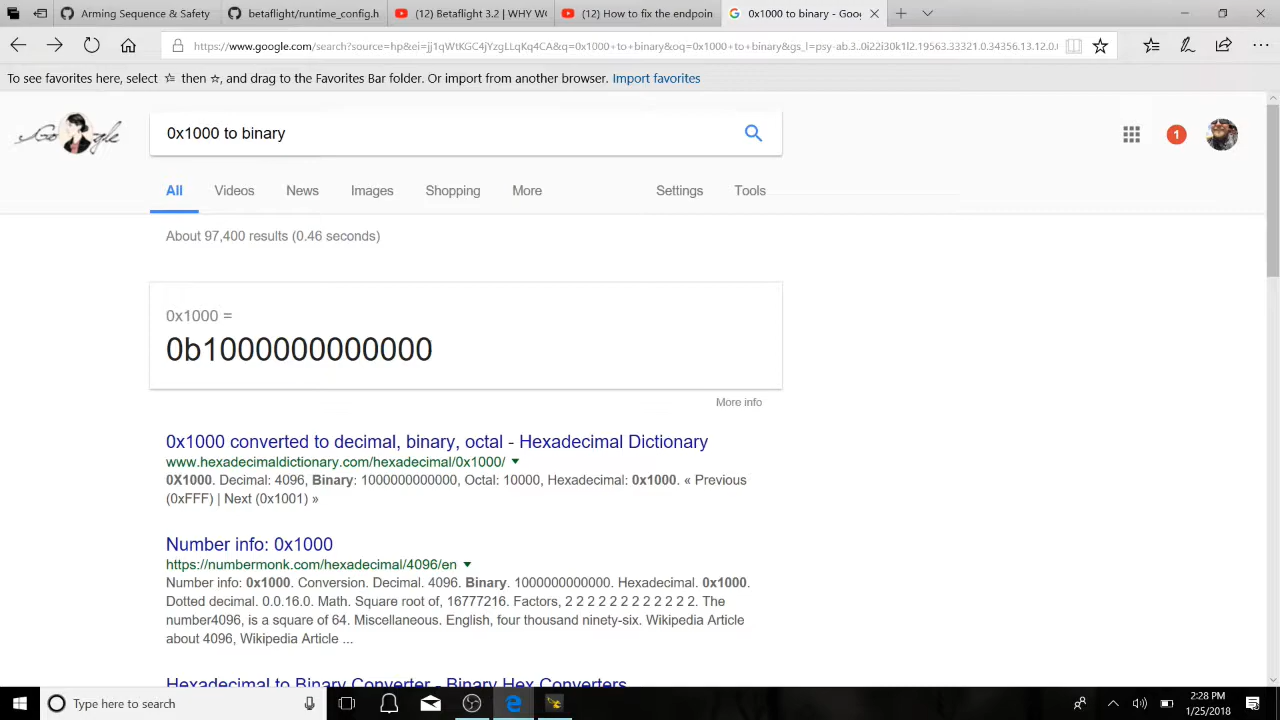 Arming Sequence & Safety
betaflight/runtime_config.h
(12) Betaflight 3.2 | WHY W
(12) How to fix the endpoin
0x1000 to binary - Goo
https://www.google.com/search?source=hp&ei=jj1qWtKGC4jYzgLLqKq4CA&q=0x1000+to+binary&oq=0x1000+to+binary&gs_l=psy-ab.3..0i22i30k1l2.19563.33321.0.34356.13.12.0.
To see favorites here, select ☆ then ☆, and drag to the Favorites Bar folder. Or import from another browser. Import favorites
Google
0x1000 to binary
1
All Videos News Images Shopping More Settings Tools
About 97,400 results (0.46 seconds)
0x1000 =
0b1000000000000
More info
0x1000 converted to decimal, binary, octal - Hexadecimal Dictionary
www.hexadecimaldictionary.com/hexadecimal/0x1000/
0X1000. Decimal: 4096, Binary: 1000000000000, Octal: 10000, Hexadecimal: 0x1000. « Previous
(0xFFF) | Next (0x1001) »
Number info: 0x1000
https://numbermonk.com/hexadecimal/4096/en
Number info: 0x1000. Conversion. Decimal. 4096. Binary. 1000000000000. Hexadecimal. 0x1000.
Dotted decimal. 0.0.16.0. Math. Square root of, 16777216. Factors, 2 2 2 2 2 2 2 2 2 2 2 2. The
number4096, is a square of 64. Miscellaneous. English, four thousand ninety-six. Wikipedia Article
about 4096, Wikipedia Article ...
Hexadecimal to Binary Converter - Binary Hex Converters
Type here to search
2:28 PM
1/25/2018